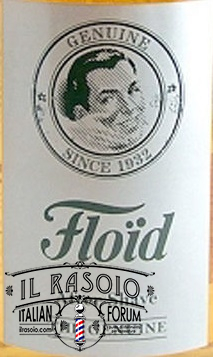 GENUINE
SINCE 1932
Floïd
IL RASOIO
ITALIAN FORUM
ilrasoio.com